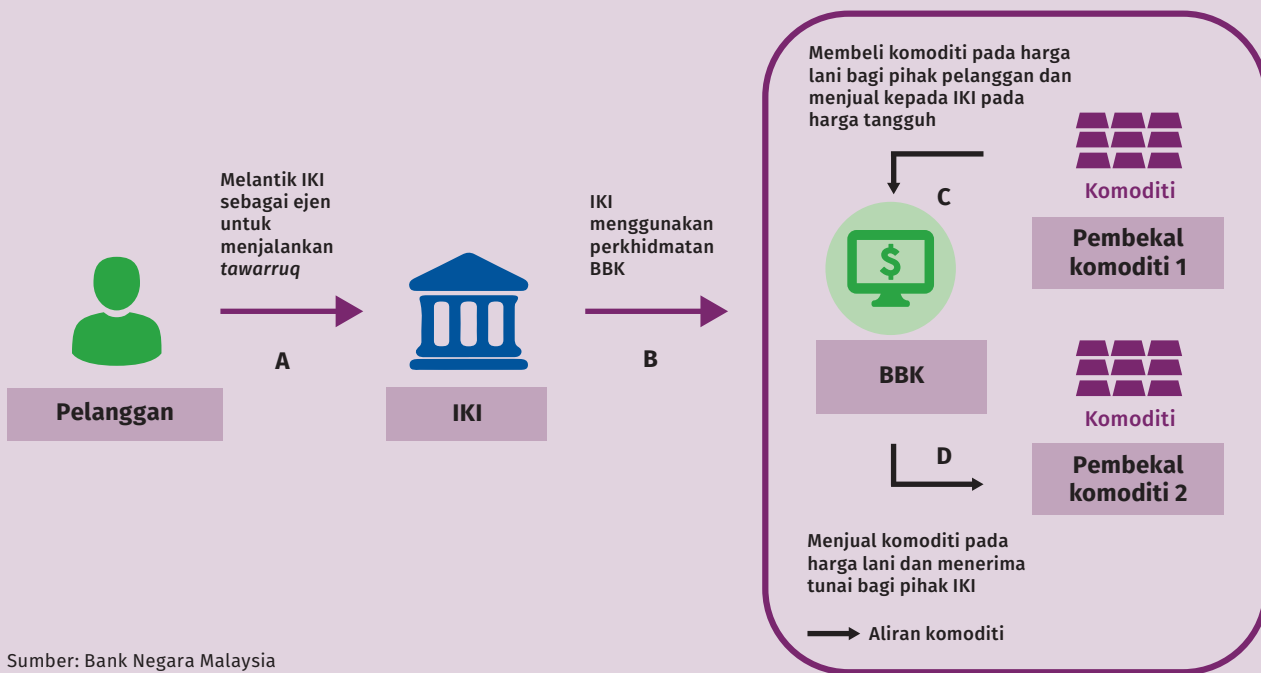 Pelanggan
Melantik IKI
sebagai ejen
untuk
menjalankan
tawarruq
A
IKI
IKI
menggunakan
perkhidmatan
BBK
B
Membeli komoditi pada harga
lani bagi pihak pelanggan dan
menjual kepada IKI pada
harga tangguh
C
Komoditi
Pembekal
komoditi 1
$
BBK
D
Komoditi
Pembekal
komoditi 2
Menjual komoditi pada
harga lani dan menerima
tunai bagi pihak IKI
Aliran komoditi
Sumber: Bank Negara Malaysia